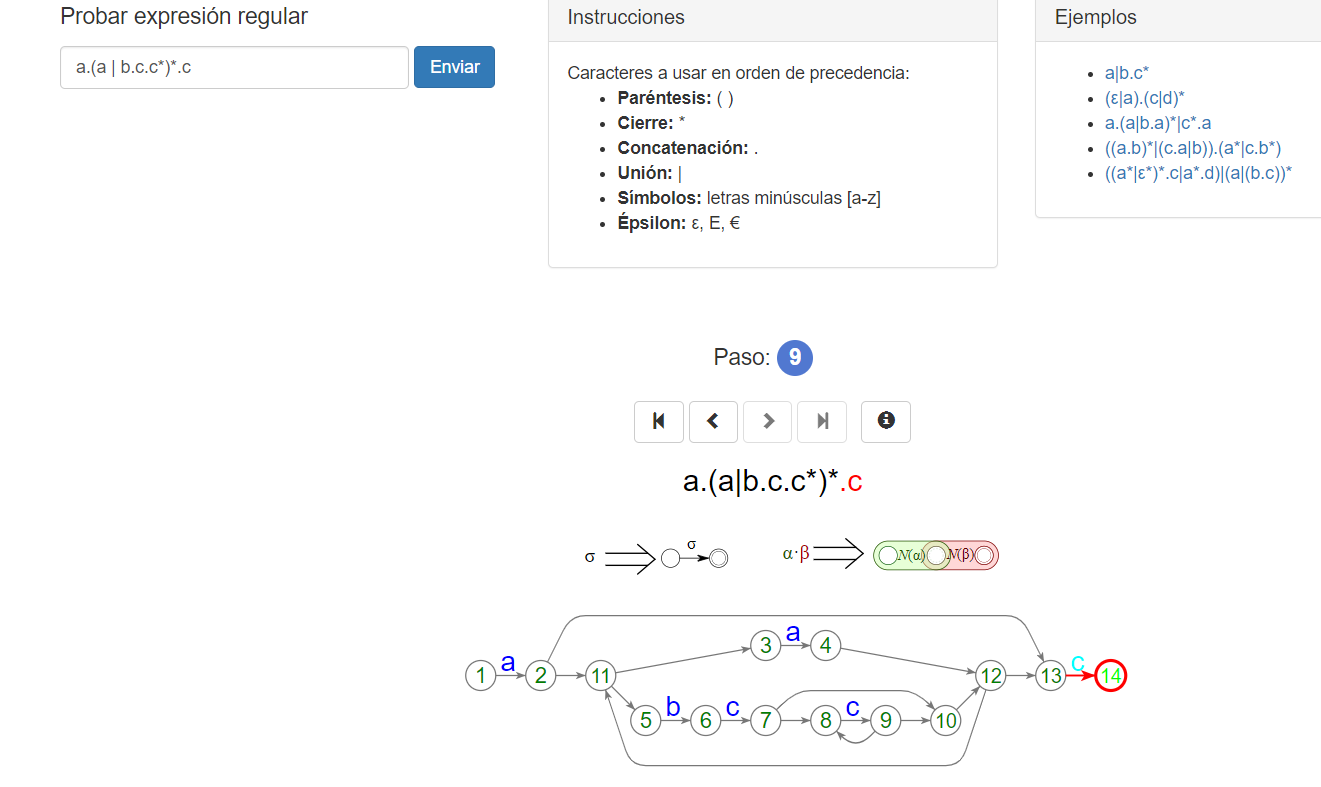 Probar expresión regular
a.(a | b.c.c*)*.c
Enviar
Instrucciones
Caracteres a usar en orden de precedencia:
• Paréntesis: ( )
• Cierre: *
• Concatenación: .
• Unión: |
• Símbolos: letras minúsculas [a-z]
• Épsilon: ε, E, €
Ejemplos
• a|b.c*
• (ε|a).(c|d)*
• a.(a|b.a)*|c*.a
• ((a.b)*|(c.a|b)).(a*|c.b*)
• ((a*|ε*)*.c|a*.d)|(a|(b.c))*
Paso: 9
a.(a|b.c.c*)*.c
σ σ
α·β N(α) N(β)
3 a 4
1 a 2 11 12 13 c 14
5 b 6 c 7 8 c 9 10